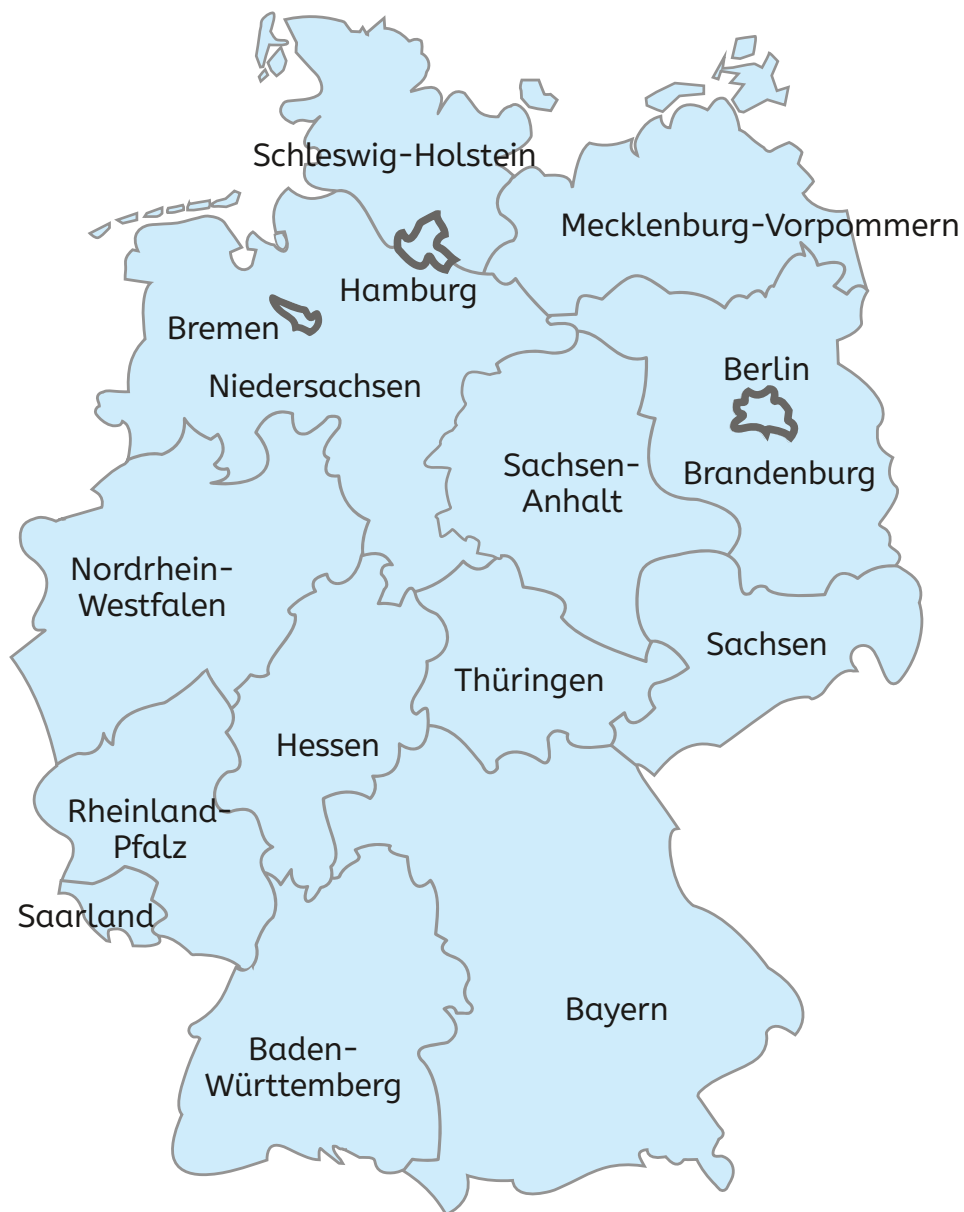 Schleswig-Holstein
Mecklenburg-Vorpommern
Hamburg
Bremen
Berlin
Niedersachsen
Sachsen-
Anhalt
Brandenburg
Nordrhein-
Westfalen
Sachsen
Thüringen
Hessen
Rheinland-
Pfalz
Saarland
Bayern
Baden-
Württemberg